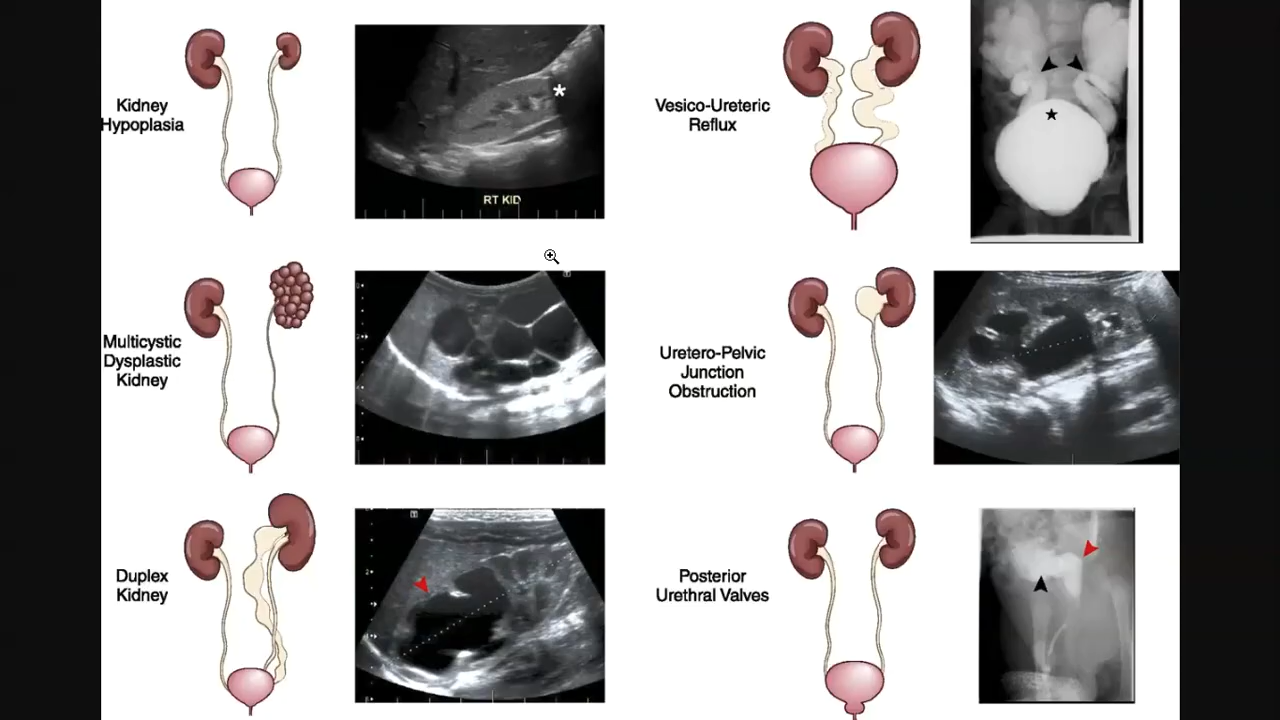 Kidney
Hypoplasia
*
RT KID
Vesico-Ureteric
Reflux
Multicystic
Dysplastic
Kidney
Uretero-Pelvic
Junction
Obstruction
Duplex
Kidney
Posterior
Urethral Valves